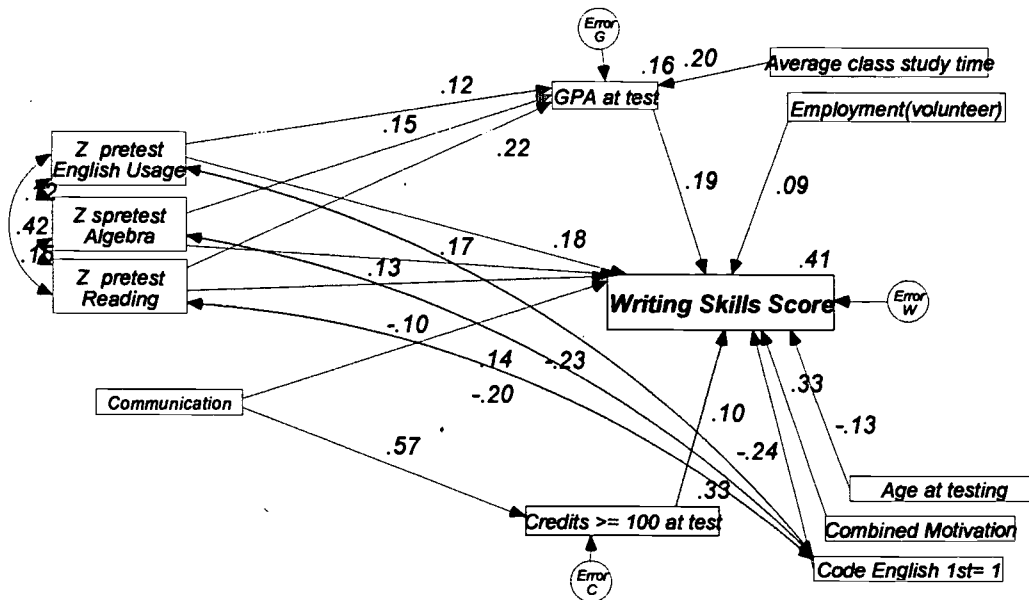 Error
G
.16
.20
Average class study time
GPA at test
.12
Employment(volunteer)
.15
Z pretest
English Usage
.22
.19
.09
.42
Z spretest
Algebra
.17
.18
.13
.41
Z pretest
Reading
Writing Skills Score
Error
W
-.10
.14
-.23
-.20
.33
Communication
.10
-.13
-.24
.57
.33
Age at testing
Credits >= 100 at test
Combined Motivation
Code English 1st= 1
Error
C